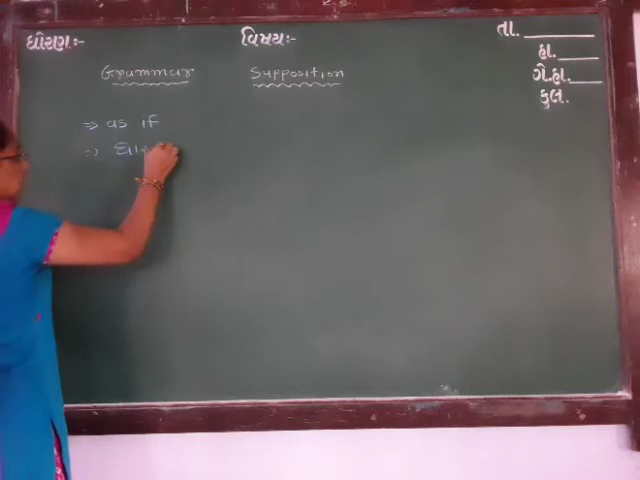 ધોરણ:- વિષય:- તા.
હા.
ગે.હા.
કુલ.
Grammar Supposition
⇒ as if
⇒